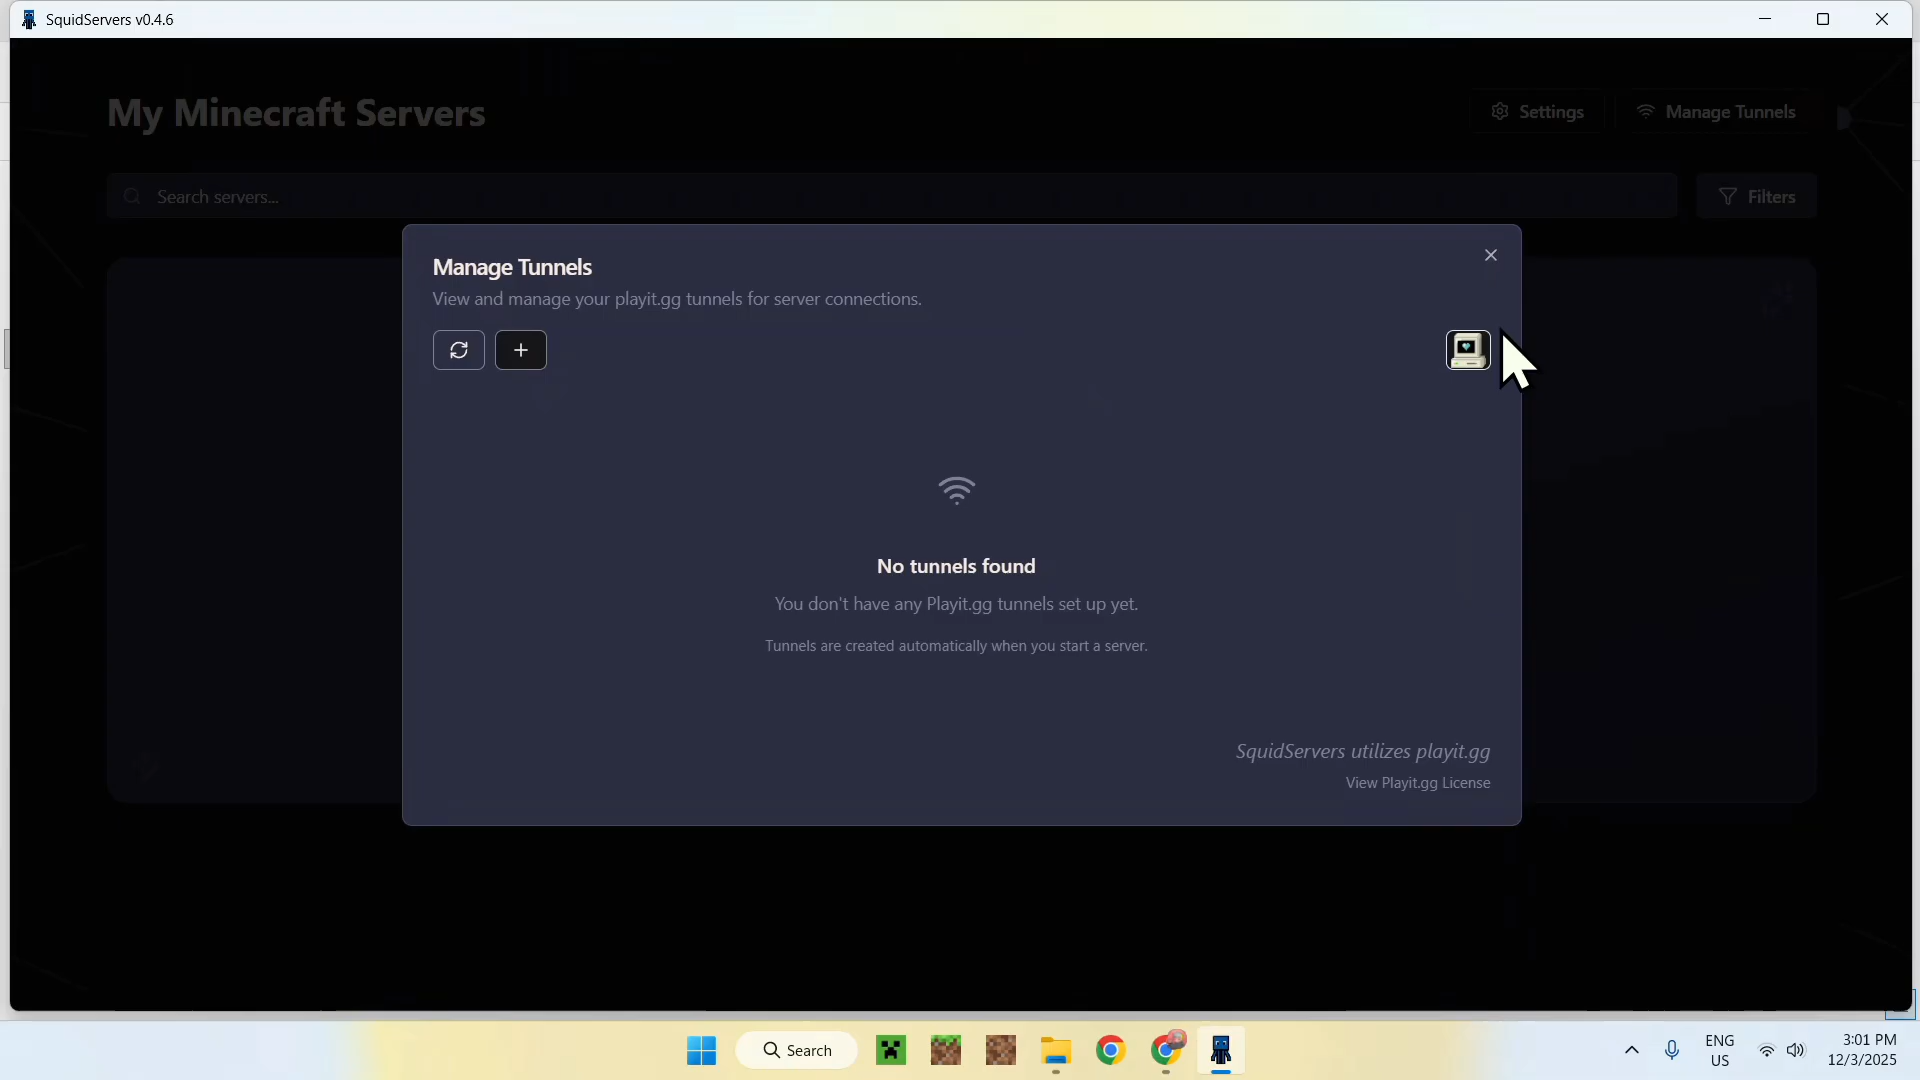 SquidServers v0.4.6
My Minecraft Servers
Settings
Manage Tunnels
Search servers...
Filters
Manage Tunnels
View and manage your playit.gg tunnels for server connections.
No tunnels found
You don't have any Playit.gg tunnels set up yet.
Tunnels are created automatically when you start a server.
SquidServers utilizes playit.gg
View Playit.gg License
Search
ENG
US
3:01 PM
12/3/2025